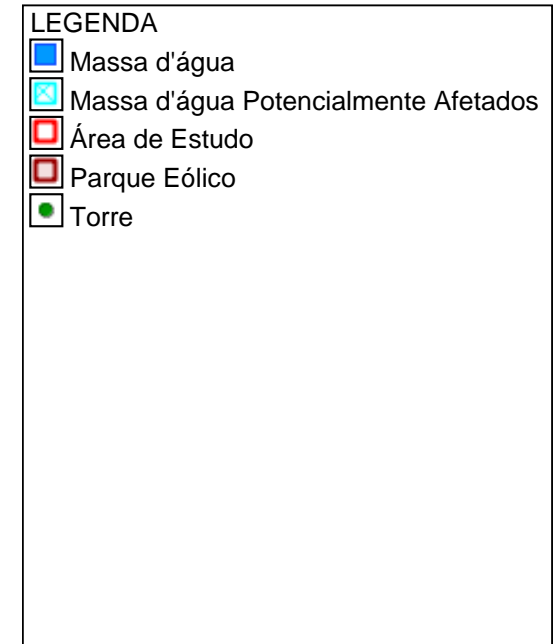 LEGENDA
Massa d'água
Massa d'água Potencialmente Afetados
Área de Estudo
Parque Eólico
Torre